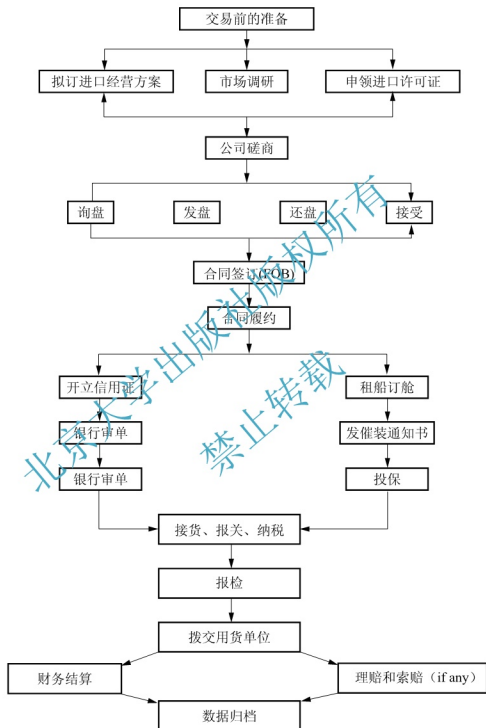 交易前的准备
拟订进口经营方案
市场调研
申领进口许可证
公司磋商
询盘
发盘
还盘
接受
合同签订(FOB)
合同履约
开立信用证
租船订舱
银行审单
发催装通知书
银行审单
投保
接货、报关、纳税
报检
拨交用货单位
财务结算
理赔和索赔（if any）
数据归档
北京大学出版社版权所有
禁止转载